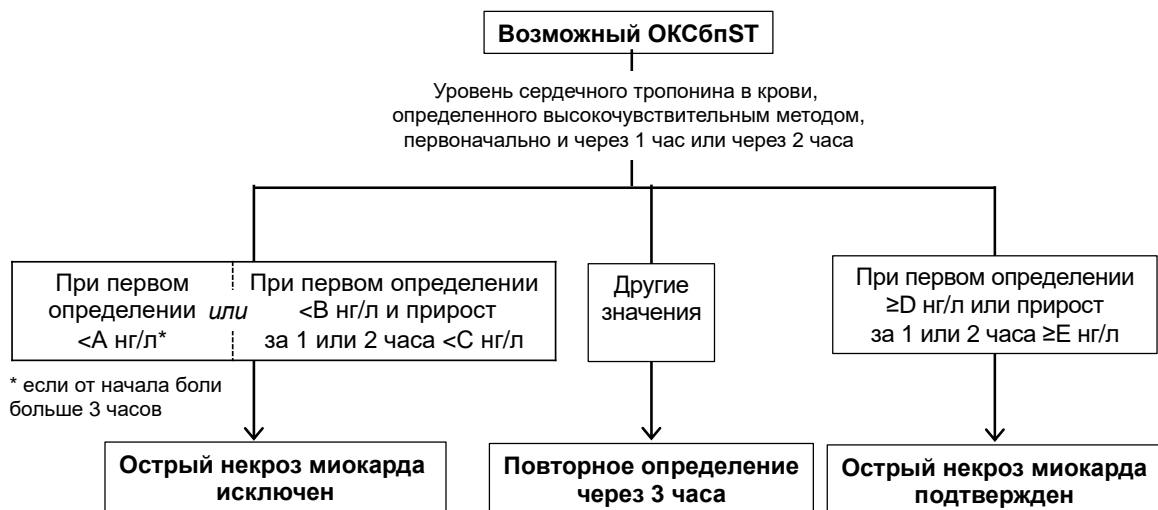 Возможный ОКСбпST
Уровень сердечного тропонина в крови,
определенного высокочувствительным методом,
первоначально и через 1 час или через 2 часа
При первом
определении
<A нг/л*
или
При первом определении
<B нг/л и прирост
за 1 или 2 часа <C нг/л
Другие
значения
При первом определении
≥D нг/л или прирост
за 1 или 2 часа ≥E нг/л
* если от начала боли
больше 3 часов
Острый некроз миокарда
исключен
Повторное определение
через 3 часа
Острый некроз миокарда
подтвержден